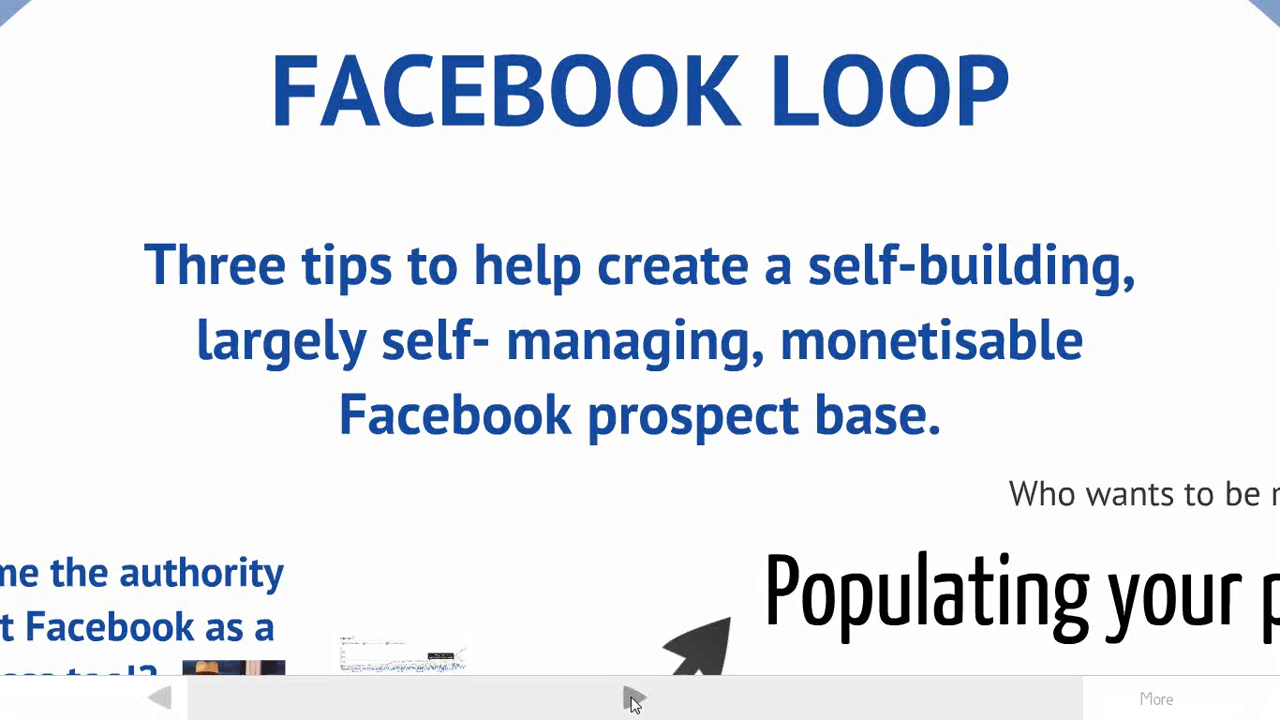 FACEBOOK LOOP
Three tips to help create a self-building,
largely self- managing, monetisable
Facebook prospect base.
Who wants to be
me the authority
Populating your
t Facebook as a
More